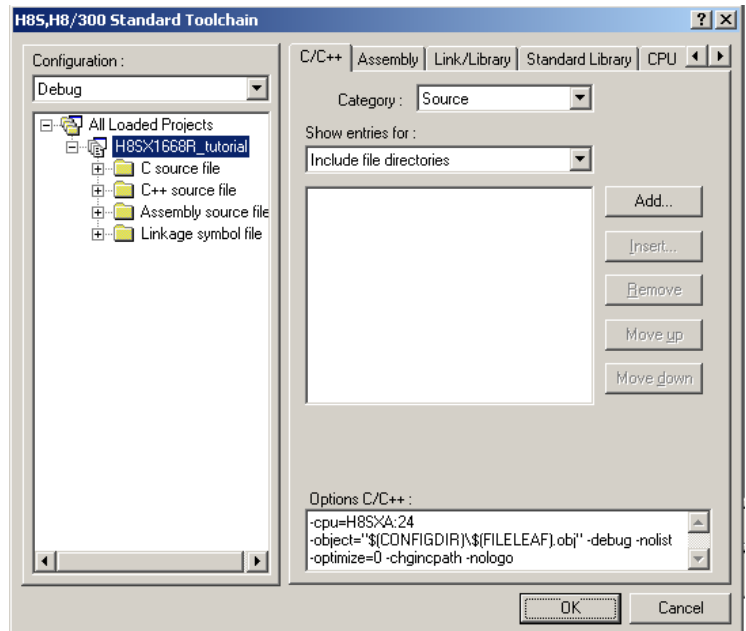 H8S,H8/300 Standard Toolchain
Configuration :
Debug
All Loaded Projects
H8SX1668R_tutorial
C source file
C++ source file
Assembly source file
Linkage symbol file
C/C++ Assembly Link/Library Standard Library CPU
Category : Source
Show entries for :
Include file directories
Add...
Insert...
Remove
Move up
Move down
Options C/C++ :
-cpu=H8SXA:24
-object="$(CONFIGDIR)\$(FILELEAF).obj" -debug -nolist
-optimize=0 -chgincpath -nologo
OK Cancel